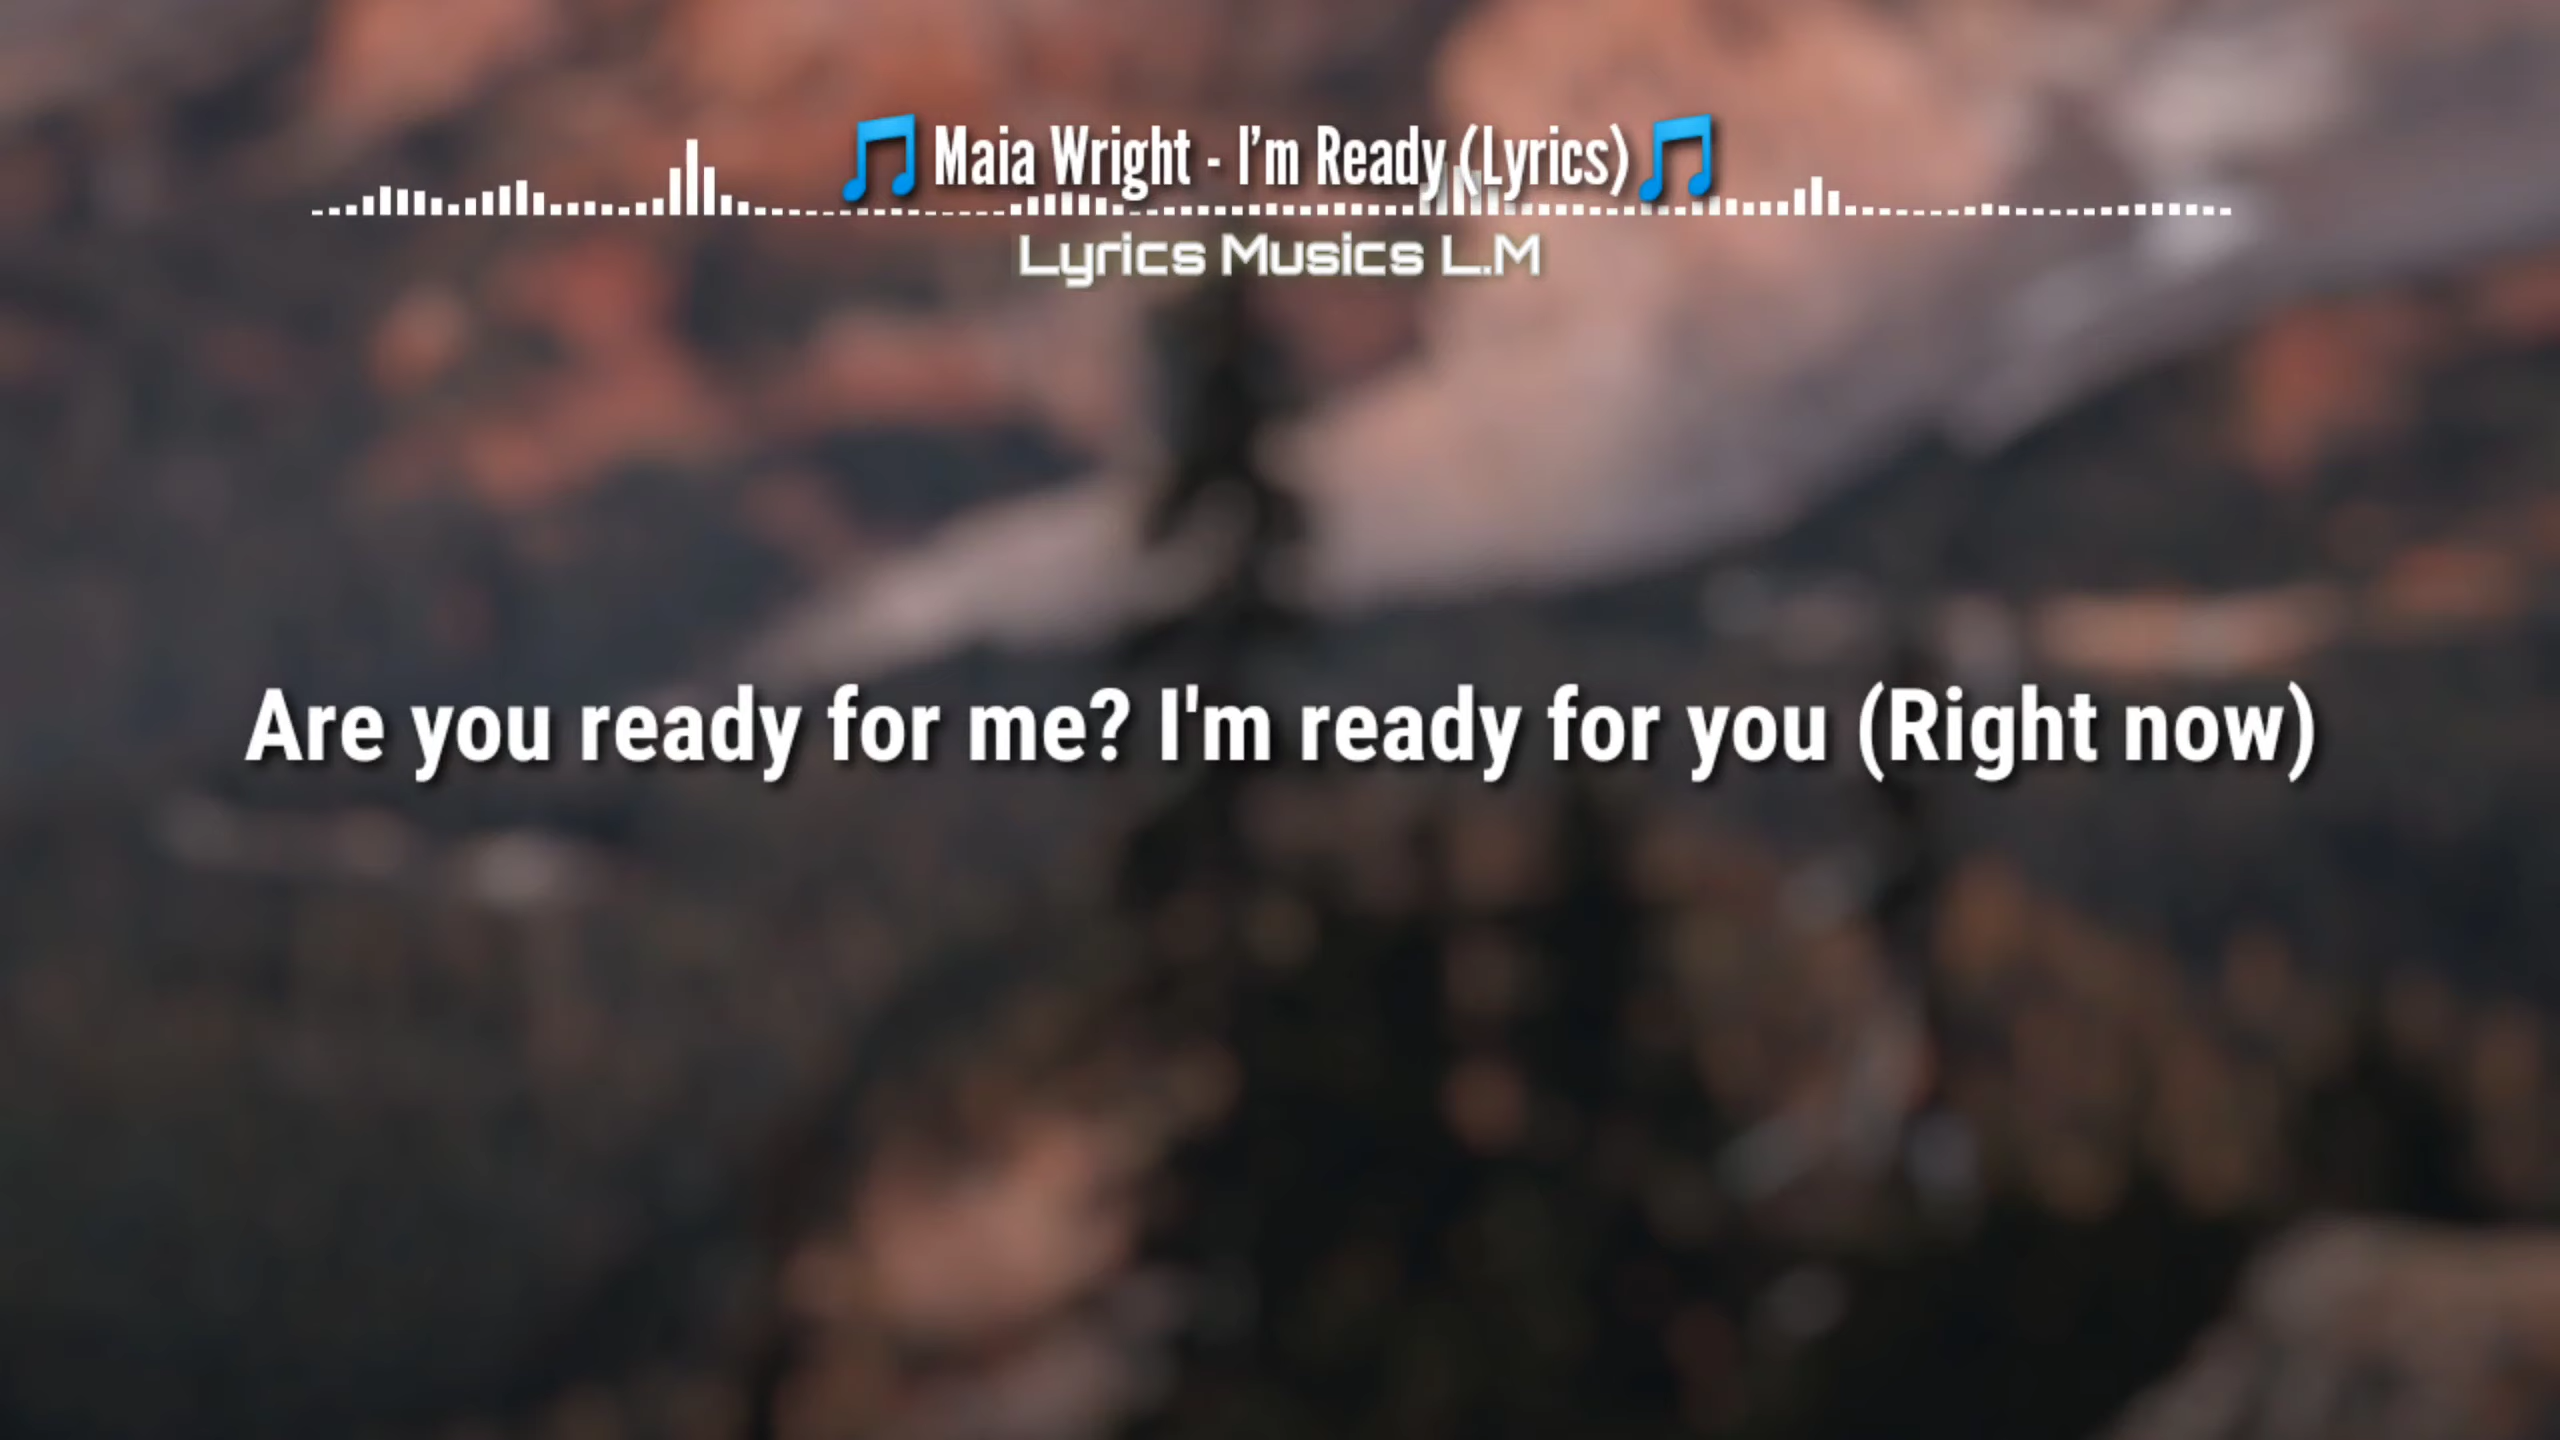 🎵 Maia Wright - I’m Ready (Lyrics) 🎵
Lyrics Musics L.M
Are you ready for me? I'm ready for you (Right now)